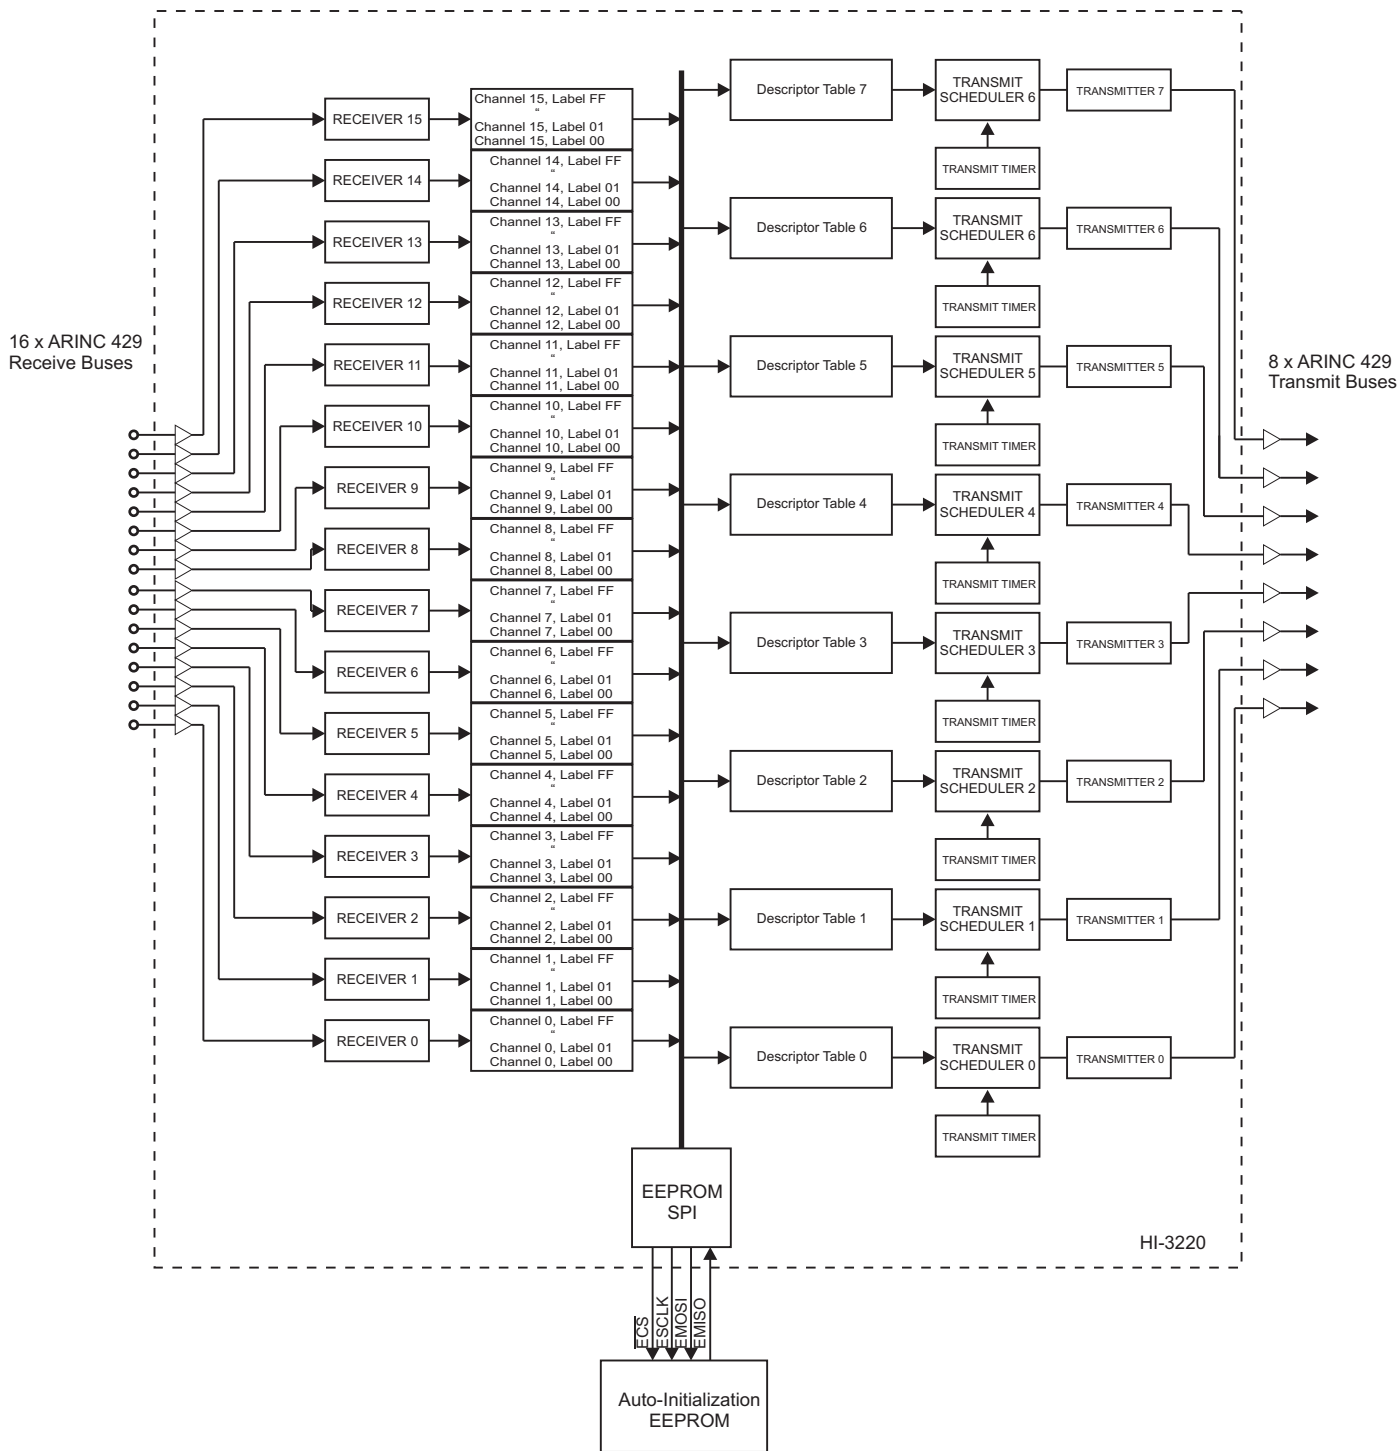 16 x ARINC 429
Receive Buses
RECEIVER 15
RECEIVER 14
RECEIVER 13
RECEIVER 12
RECEIVER 11
RECEIVER 10
RECEIVER 9
RECEIVER 8
RECEIVER 7
RECEIVER 6
RECEIVER 5
RECEIVER 4
RECEIVER 3
RECEIVER 2
RECEIVER 1
RECEIVER 0
Channel 15, Label FF
“
Channel 15, Label 01
Channel 15, Label 00
Channel 14, Label FF
“
Channel 14, Label 01
Channel 14, Label 00
Channel 13, Label FF
“
Channel 13, Label 01
Channel 13, Label 00
Channel 12, Label FF
“
Channel 12, Label 01
Channel 12, Label 00
Channel 11, Label FF
“
Channel 11, Label 01
Channel 11, Label 00
Channel 10, Label FF
“
Channel 10, Label 01
Channel 10, Label 00
Channel 9, Label FF
“
Channel 9, Label 01
Channel 9, Label 00
Channel 8, Label FF
“
Channel 8, Label 01
Channel 8, Label 00
Channel 7, Label FF
“
Channel 7, Label 01
Channel 7, Label 00
Channel 6, Label FF
“
Channel 6, Label 01
Channel 6, Label 00
Channel 5, Label FF
“
Channel 5, Label 01
Channel 5, Label 00
Channel 4, Label FF
“
Channel 4, Label 01
Channel 4, Label 00
Channel 3, Label FF
“
Channel 3, Label 01
Channel 3, Label 00
Channel 2, Label FF
“
Channel 2, Label 01
Channel 2, Label 00
Channel 1, Label FF
“
Channel 1, Label 01
Channel 1, Label 00
Channel 0, Label FF
“
Channel 0, Label 01
Channel 0, Label 00
Descriptor Table 7
TRANSMIT
SCHEDULER 6
TRANSMITTER 7
TRANSMIT TIMER
Descriptor Table 6
TRANSMIT
SCHEDULER 6
TRANSMITTER 6
TRANSMIT TIMER
Descriptor Table 5
TRANSMIT
SCHEDULER 5
TRANSMITTER 5
TRANSMIT TIMER
Descriptor Table 4
TRANSMIT
SCHEDULER 4
TRANSMITTER 4
TRANSMIT TIMER
Descriptor Table 3
TRANSMIT
SCHEDULER 3
TRANSMITTER 3
TRANSMIT TIMER
Descriptor Table 2
TRANSMIT
SCHEDULER 2
TRANSMITTER 2
TRANSMIT TIMER
Descriptor Table 1
TRANSMIT
SCHEDULER 1
TRANSMITTER 1
TRANSMIT TIMER
Descriptor Table 0
TRANSMIT
SCHEDULER 0
TRANSMITTER 0
TRANSMIT TIMER
8 x ARINC 429
Transmit Buses
EEPROM
SPI
HI-3220
ECS
ESCLK
EMOSI
EMISO
Auto-Initialization
EEPROM